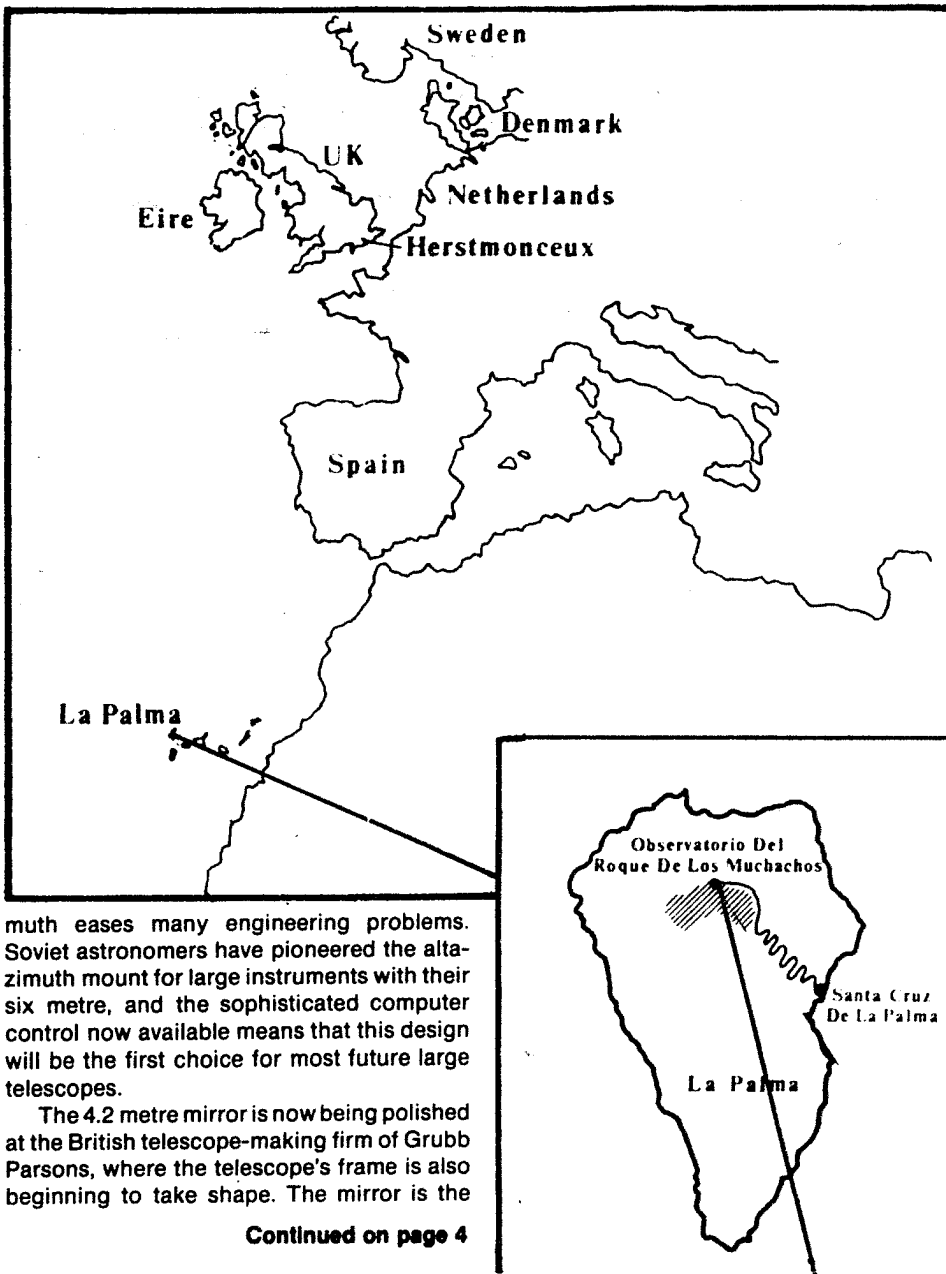 Sweden
Denmark
UK
Netherlands
Eire
Herstmonceux
Spain
La Palma
Observatorio Del
Roque De Los Muchachos
Santa Cruz
De La Palma
La Palma
muth eases many engineering problems.
Soviet astronomers have pioneered the alta-
zimuth mount for large instruments with their
six metre, and the sophisticated computer
control now available means that this design
will be the first choice for most future large
telescopes.
The 4.2 metre mirror is now being polished
at the British telescope-making firm of Grubb
Parsons, where the telescope's frame is also
beginning to take shape. The mirror is the
Continued on page 4